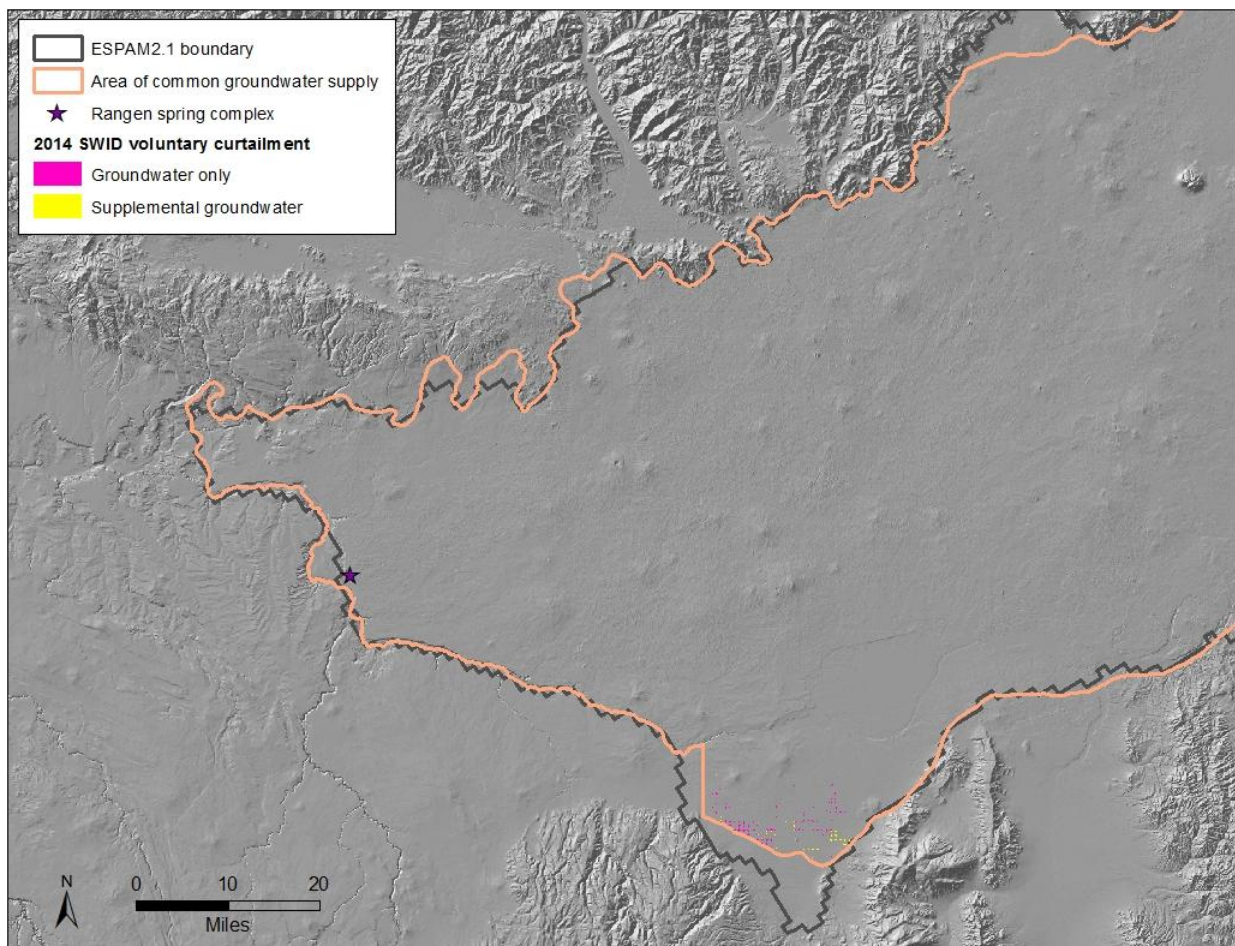 ESPAM2.1 boundary
Area of common groundwater supply
Rangen spring complex
2014 SWID voluntary curtailment
Groundwater only
Supplemental groundwater
N
0 10 20
Miles